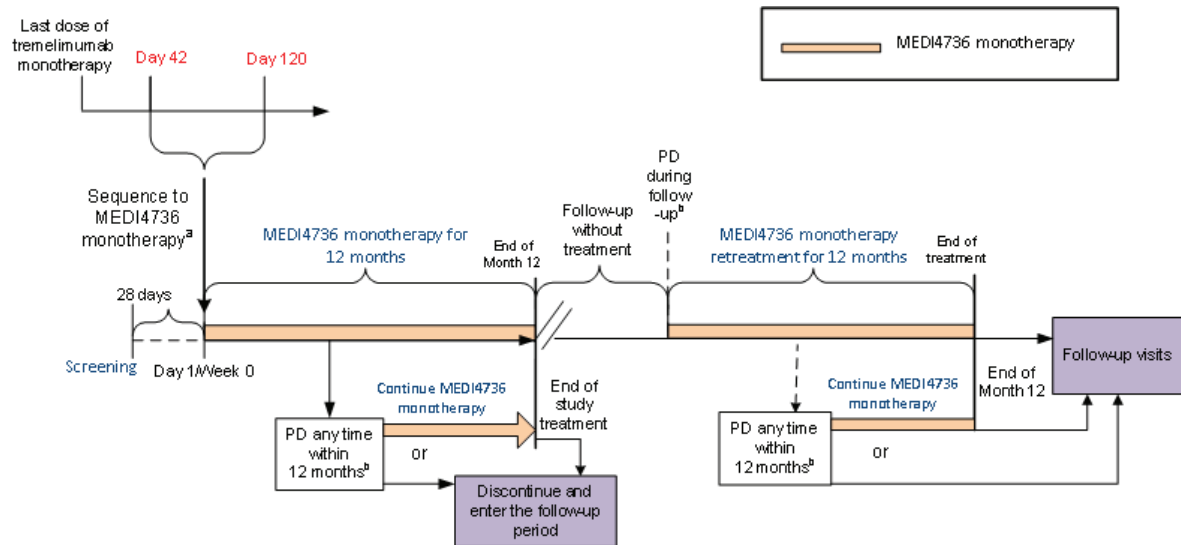 Last dose of
tremelimumab
monotherapy
Day 42
Day 120
MEDI4736 monotherapy
Sequence to
MEDI4736
monotherapyᵃ
MEDI4736 monotherapy for
12 months
End of
Month 12
Follow-up
without
treatment
PD
during
follow
-upᵇ
MEDI4736 monotherapy
retreatment for 12 months
End of
treatment
28 days
Screening
Day 1/Week 0
Follow-up visits
Continue MEDI4736
monotherapy
End of
study
treatment
PD any time
within
12 monthsᵇ
or
Discontinue and
enter the follow-up
period
Continue MEDI4736
monotherapy
End of
Month 12
PD any time
within
12 monthsᵇ
or